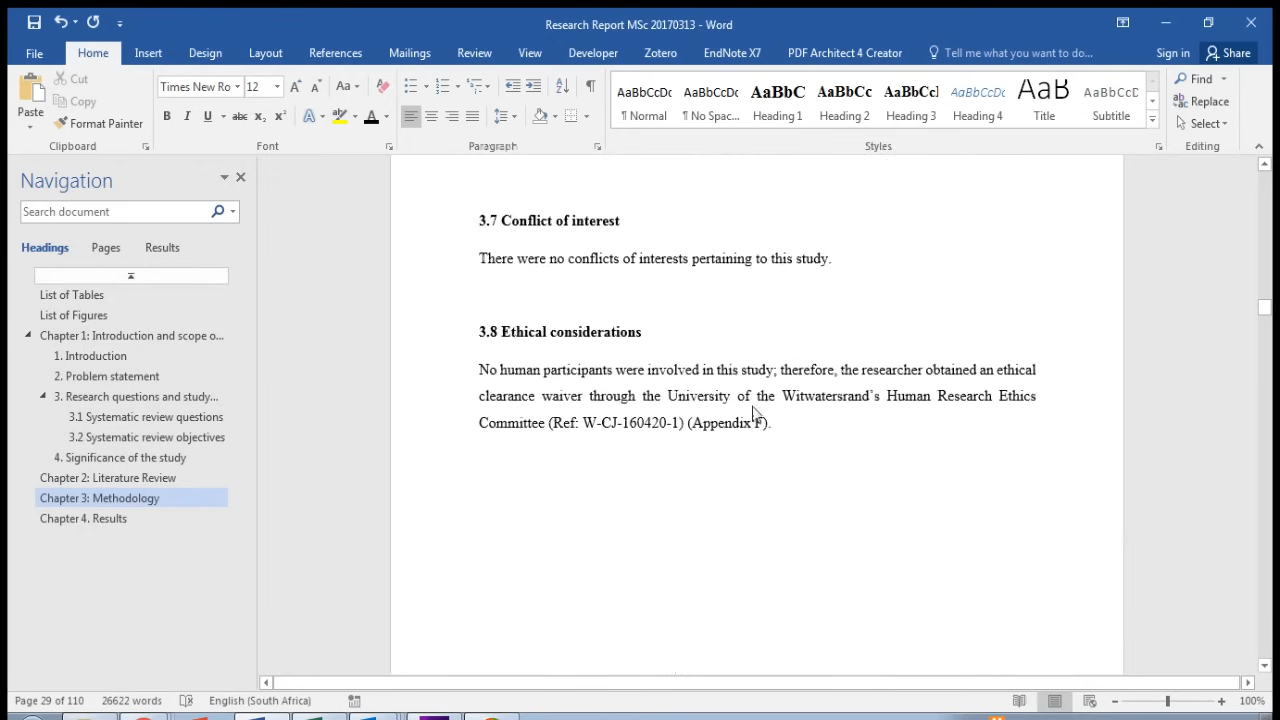 Research Report MSc 20170313 - Word
File Home Insert Design Layout References Mailings Review View Developer Zotero EndNote X7 PDF Architect 4 Creator Tell me what you want to do... Sign in Share
Paste
Cut
Copy
Format Painter
Clipboard
Times New Ro 12
Font
Paragraph
AaBbCcDc AaBbCcDc AaBbC AaBbCc AaBbCcl AaBbCcDc AaB AaBbCcD
¶ Normal ¶ No Spac... Heading 1 Heading 2 Heading 3 Heading 4 Title Subtitle
Styles
Find
Replace
Select
Editing
Navigation
Search document
Headings Pages Results
List of Tables
List of Figures
Chapter 1: Introduction and scope o...
1. Introduction
2. Problem statement
3. Research questions and study...
3.1 Systematic review questions
3.2 Systematic review objectives
4. Significance of the study
Chapter 2: Literature Review
Chapter 3: Methodology
Chapter 4. Results
3.7 Conflict of interest
There were no conflicts of interests pertaining to this study.
3.8 Ethical considerations
No human participants were involved in this study; therefore, the researcher obtained an ethical
clearance waiver through the University of the Witwatersrand's Human Research Ethics
Committee (Ref: W-CJ-160420-1) (Appendix F).
Page 29 of 110 26622 words English (South Africa) 100%